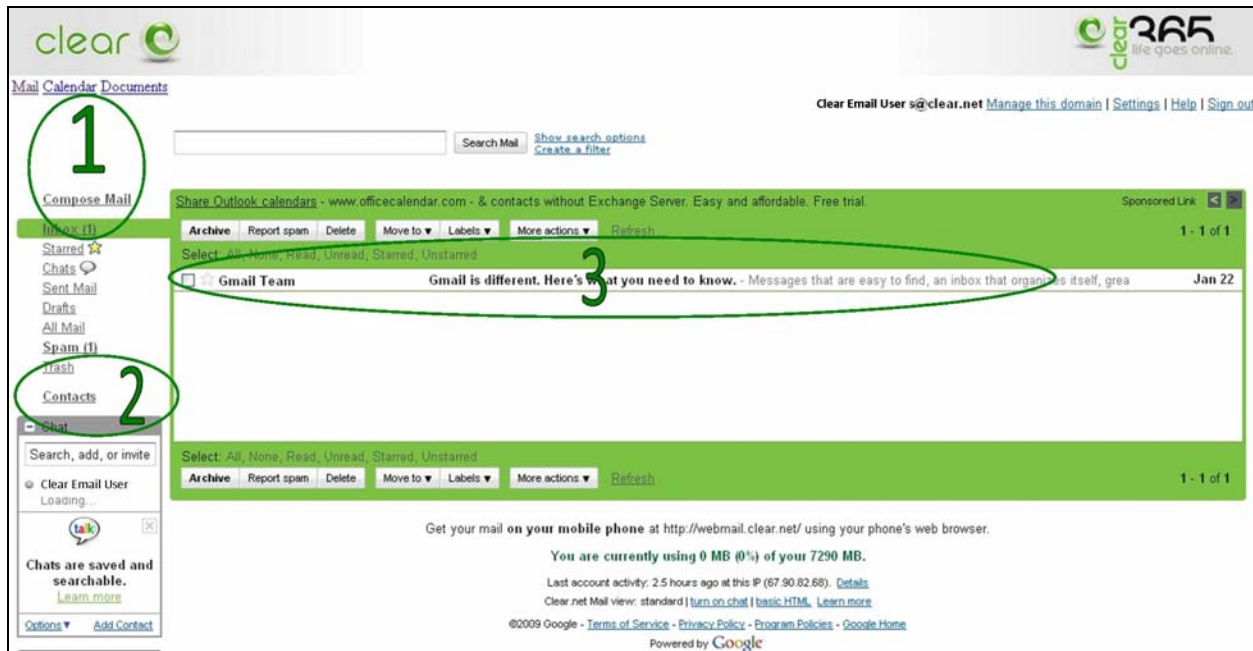 clear
clear 365
life goes online.
Mail Calendar Documents
Clear Email User s@clear.net Manage this domain | Settings | Help | Sign out
1
Search Mail
Show search options
Create a filter
Compose Mail
Inbox (1)
Starred
Chats
Sent Mail
Drafts
All Mail
Spam (1)
Trash
Contacts
2
Chat
Search, add, or invite
Clear Email User
Loading...
talk
Chats are saved and
searchable.
Learn more
Options ▼ Add Contact
Share Outlook calendars - www.officecalendar.com - & contacts without Exchange Server. Easy and affordable. Free trial. Sponsored Link < >
Archive Report spam Delete Move to ▼ Labels ▼ More actions ▼ Refresh 1 - 1 of 1
Select: All, None, Read, Unread, Starred, Unstarred
3
Gmail Team Gmail is different. Here's what you need to know. - Messages that are easy to find, an inbox that organizes itself, grea Jan 22
Select: All, None, Read, Unread, Starred, Unstarred
Archive Report spam Delete Move to ▼ Labels ▼ More actions ▼ Refresh 1 - 1 of 1
Get your mail on your mobile phone at http://webmail.clear.net/ using your phone's web browser.
You are currently using 0 MB (0%) of your 7290 MB.
Last account activity: 2.5 hours ago at this IP (67.90.82.68). Details
Clear.net Mail view: standard | turn on chat | basic HTML Learn more
©2009 Google - Terms of Service - Privacy Policy - Program Policies - Google Home
Powered by Google